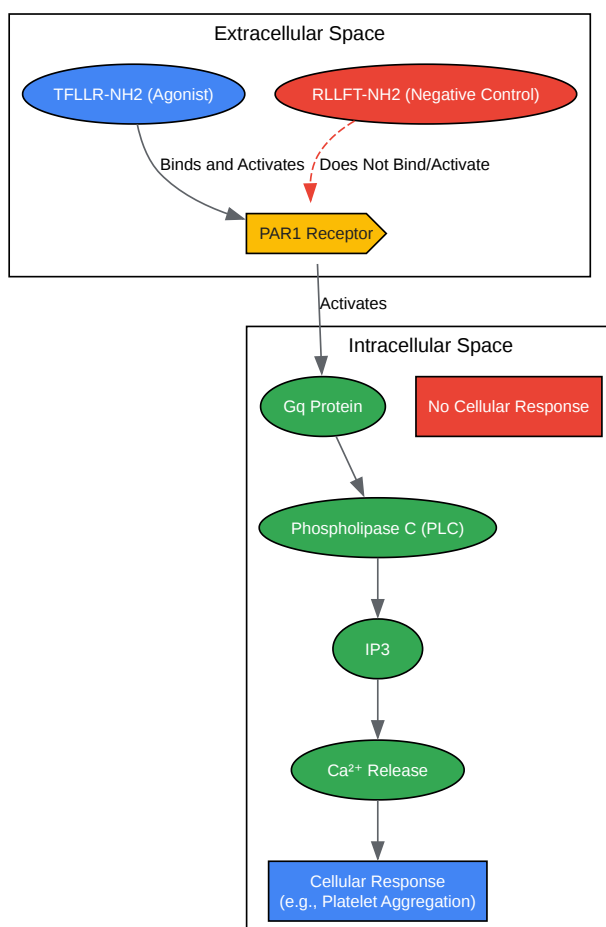 Extracellular Space
TFLLR-NH2 (Agonist)
RLLFT-NH2 (Negative Control)
Binds and Activates
Does Not Bind/Activate
PAR1 Receptor
Activates
Intracellular Space
Gq Protein
No Cellular Response
Phospholipase C (PLC)
IP3
Ca²⁺ Release
Cellular Response
(e.g., Platelet Aggregation)